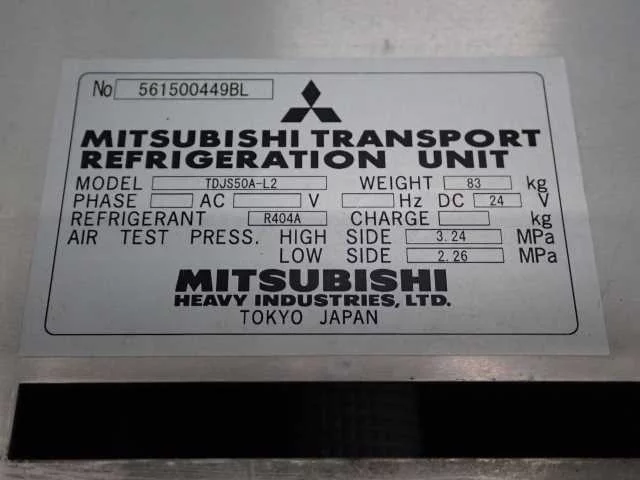 No 561500449BL
MITSUBISHI TRANSPORT
REFRIGERATION UNIT
MODEL TDJS50A-L2 WEIGHT 83 kg
PHASE AC V Hz DC 24 V
REFRIGERANT R404A CHARGE kg
AIR TEST PRESS. HIGH SIDE 3.24 MPa
LOW SIDE 2.26 MPa
MITSUBISHI
HEAVY INDUSTRIES, LTD.
TOKYO JAPAN